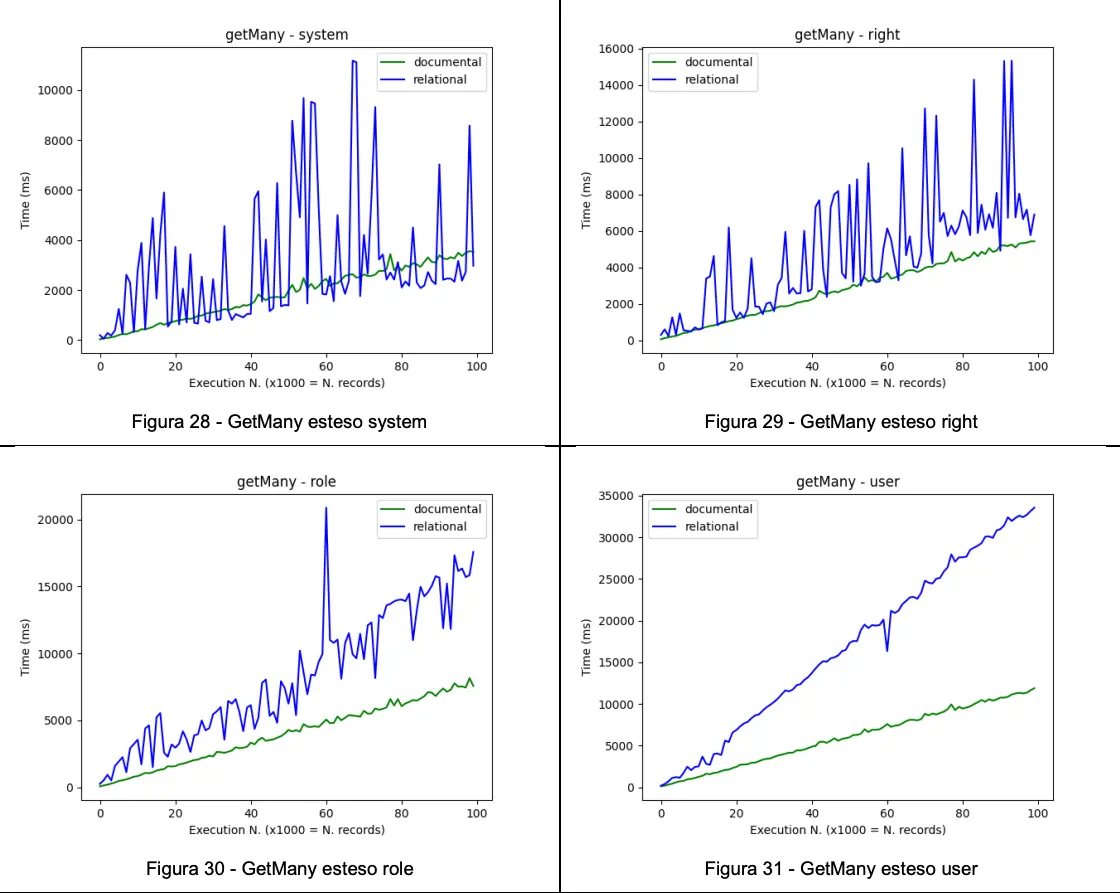 getMany - system
documental
relational
10000
8000
6000
4000
2000
0
Time (ms)
0 20 40 60 80 100
Execution N. (x1000 = N. records)
Figura 28 - GetMany esteso system
getMany - right
documental
relational
16000
14000
12000
10000
8000
6000
4000
2000
0
Time (ms)
0 20 40 60 80 100
Execution N. (x1000 = N. records)
Figura 29 - GetMany esteso right
getMany - role
documental
relational
20000
15000
10000
5000
0
Time (ms)
0 20 40 60 80 100
Execution N. (x1000 = N. records)
Figura 30 - GetMany esteso role
getMany - user
documental
relational
35000
30000
25000
20000
15000
10000
5000
0
Time (ms)
0 20 40 60 80 100
Execution N. (x1000 = N. records)
Figura 31 - GetMany esteso user